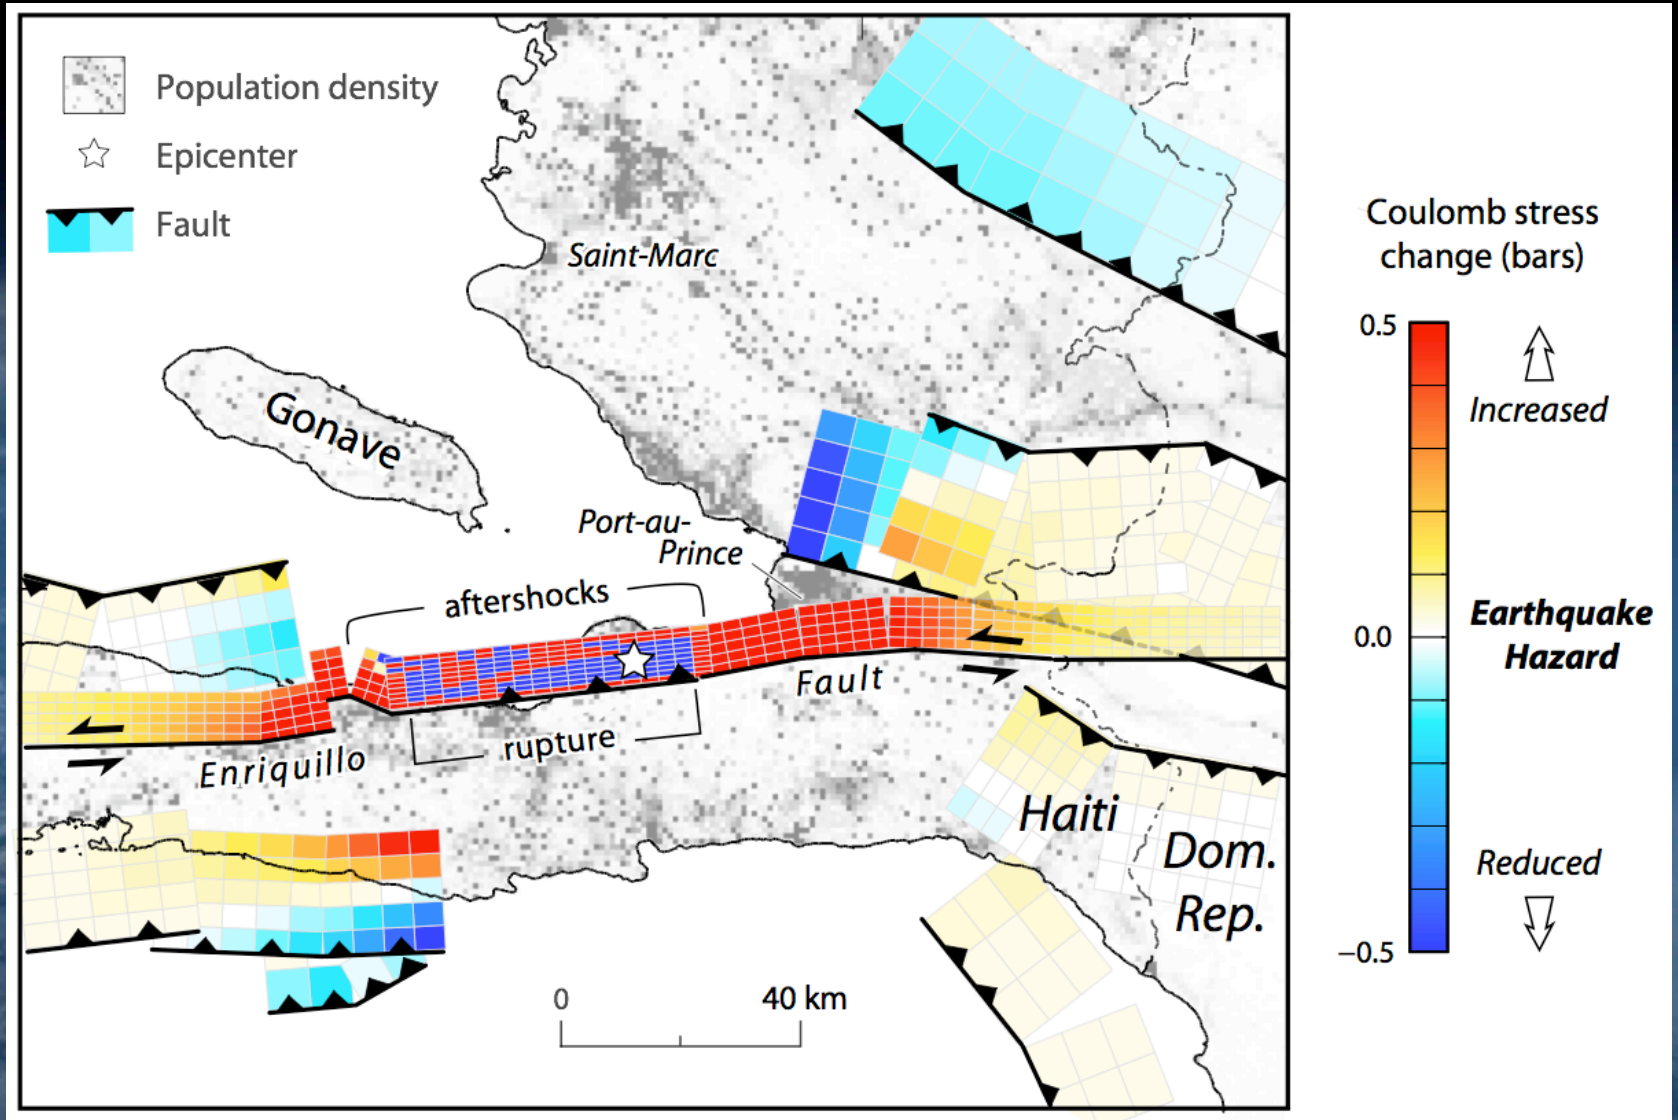 Population density
Epicenter
Fault
Saint-Marc
Gonave
Port-au-
Prince
aftershocks
Fault
rupture
Enriquillo
Haiti
Dom.
Rep.
0
40 km
Coulomb stress
change (bars)
0.5
Increased
0.0
Earthquake
Hazard
Reduced
−0.5